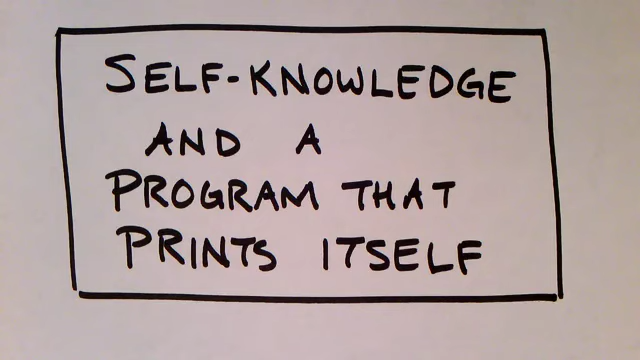 SELF-KNOWLEDGE
AND A
PROGRAM THAT
PRINTS ITSELF